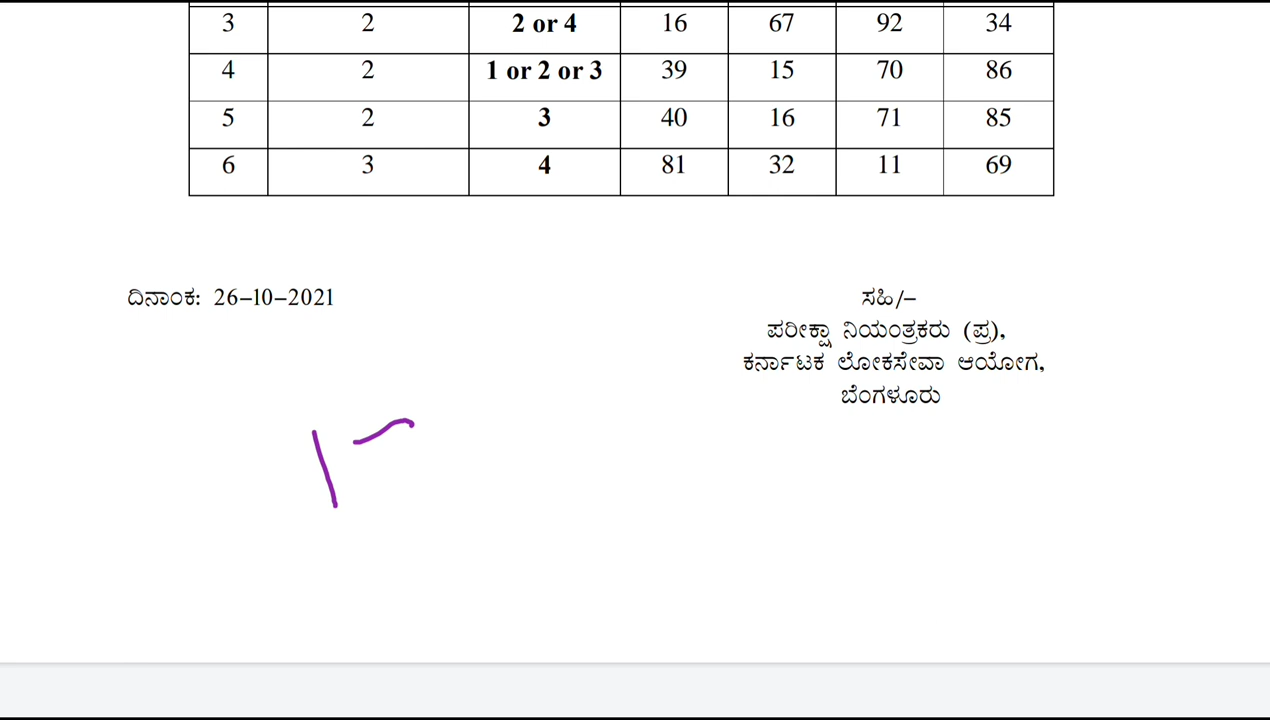 3 2 2 or 4 16 67 92 34
4 2 1 or 2 or 3 39 15 70 86
5 2 3 40 16 71 85
6 3 4 81 32 11 69
ದಿನಾಂಕ: 26-10-2021
ಸಹಿ/-
ಪರೀಕ್ಷಾ ನಿಯಂತ್ರಕರು (ಪ್ರ),
ಕರ್ನಾಟಕ ಲೋಕಸೇವಾ ಆಯೋಗ,
ಬೆಂಗಳೂರು